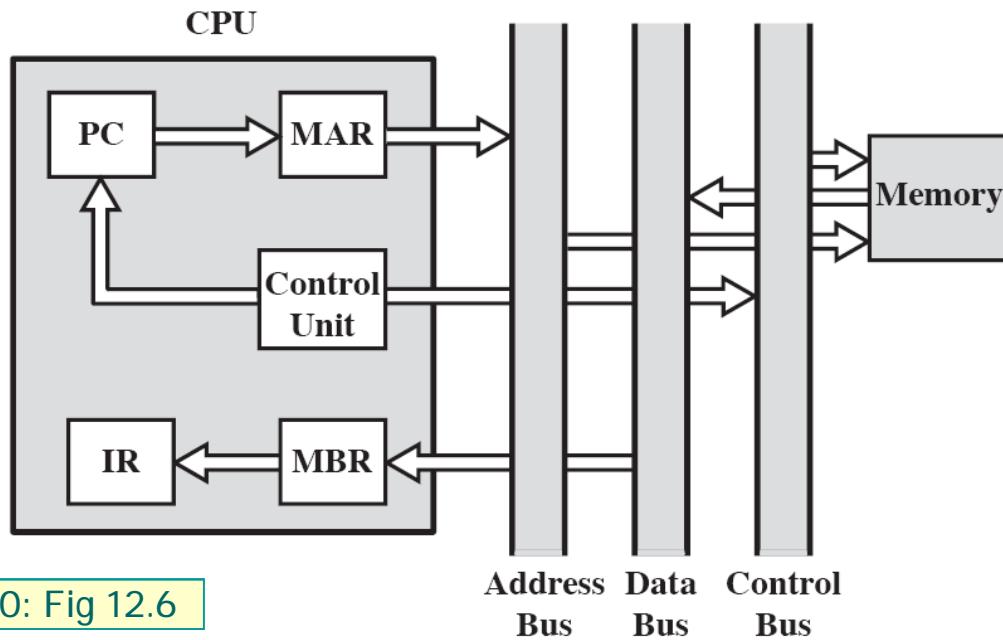 CPU
PC
MAR
Memory
Control
Unit
IR
MBR
Address
Bus
Data
Bus
Control
Bus
0: Fig 12.6